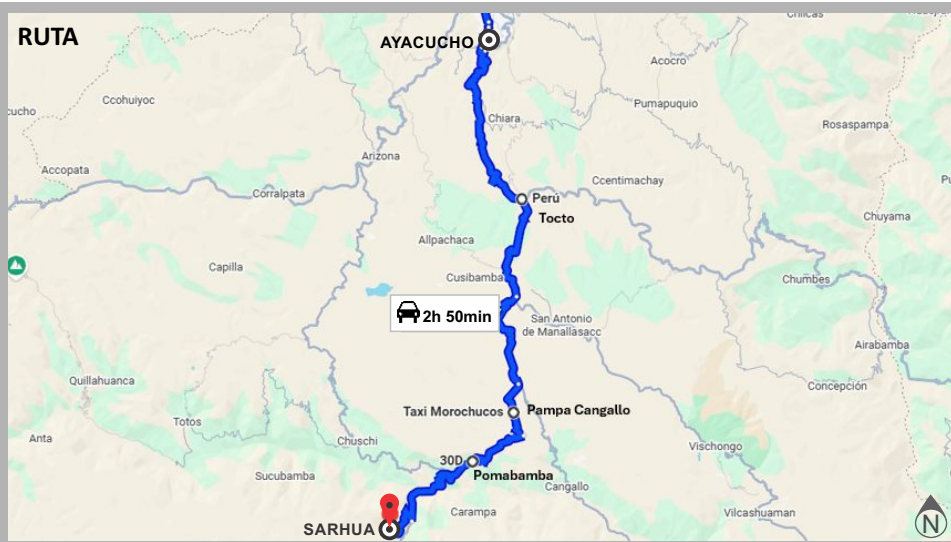 RUTA
Chilcas
AYACUCHO
Acocro
Ccohuiyoc
Pumapuquio
cucho
Chiara
Rosaspampa
Arizona
Accopata
Ccentimachay
Corralpata
Perú
Tocto
Chuyama
Allpachaca
Capilla
Cusibamba
Chumbes
2h 50min
San Antonio
de Manallasacc
Airabamba
Quillahuanca
Concepción
Taxi Morochucos
Pampa Cangallo
Totos
Anta
Chuschi
Vischongo
30D
Pomabamba
Sucubamba
Cangallo
Carampa
Vilcashuaman
SARHUA
N